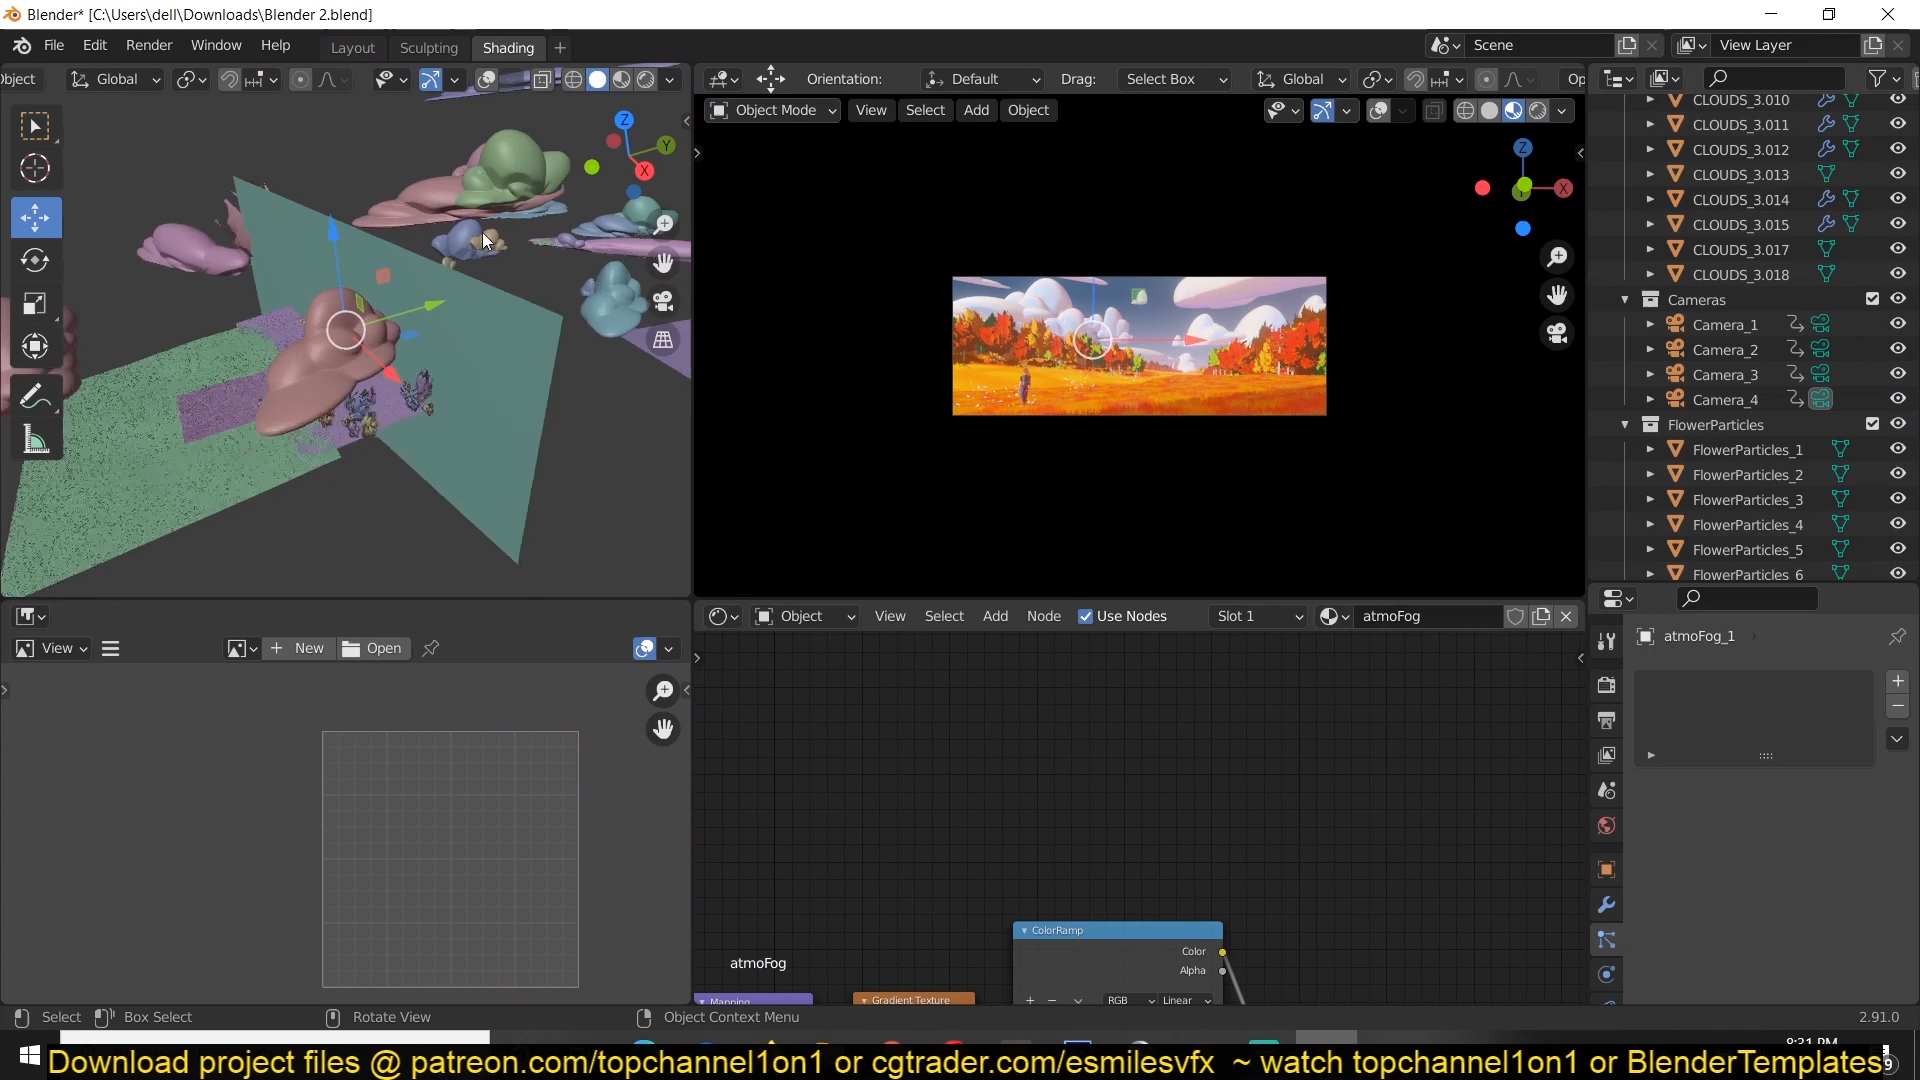 Blender* [C:\Users\dell\Downloads\Blender 2.blend]
File Edit Render Window Help Layout Sculpting Shading + Scene View Layer
bject Global Orientation: Default Drag: Select Box Global Op
Object Mode View Select Add Object
Z Y X
Z X
CLOUDS_3.010
CLOUDS_3.011
CLOUDS_3.012
CLOUDS_3.013
CLOUDS_3.014
CLOUDS_3.015
CLOUDS_3.017
CLOUDS_3.018
Cameras
Camera_1
Camera_2
Camera_3
Camera_4
FlowerParticles
FlowerParticles_1
FlowerParticles_2
FlowerParticles_3
FlowerParticles_4
FlowerParticles_5
FlowerParticles_6
View + New Open
Object View Select Add Node Use Nodes Slot 1 atmoFog
atmoFog_1
ColorRamp
Color
Alpha
RGB Linear
atmoFog
Mapping
Gradient Texture
Select Box Select Rotate View Object Context Menu 2.91.0
8:31 PM
Download project files @ patreon.com/topchannel1on1 or cgtrader.com/esmilesvfx ~ watch topchannel1on1 or BlenderTemplates